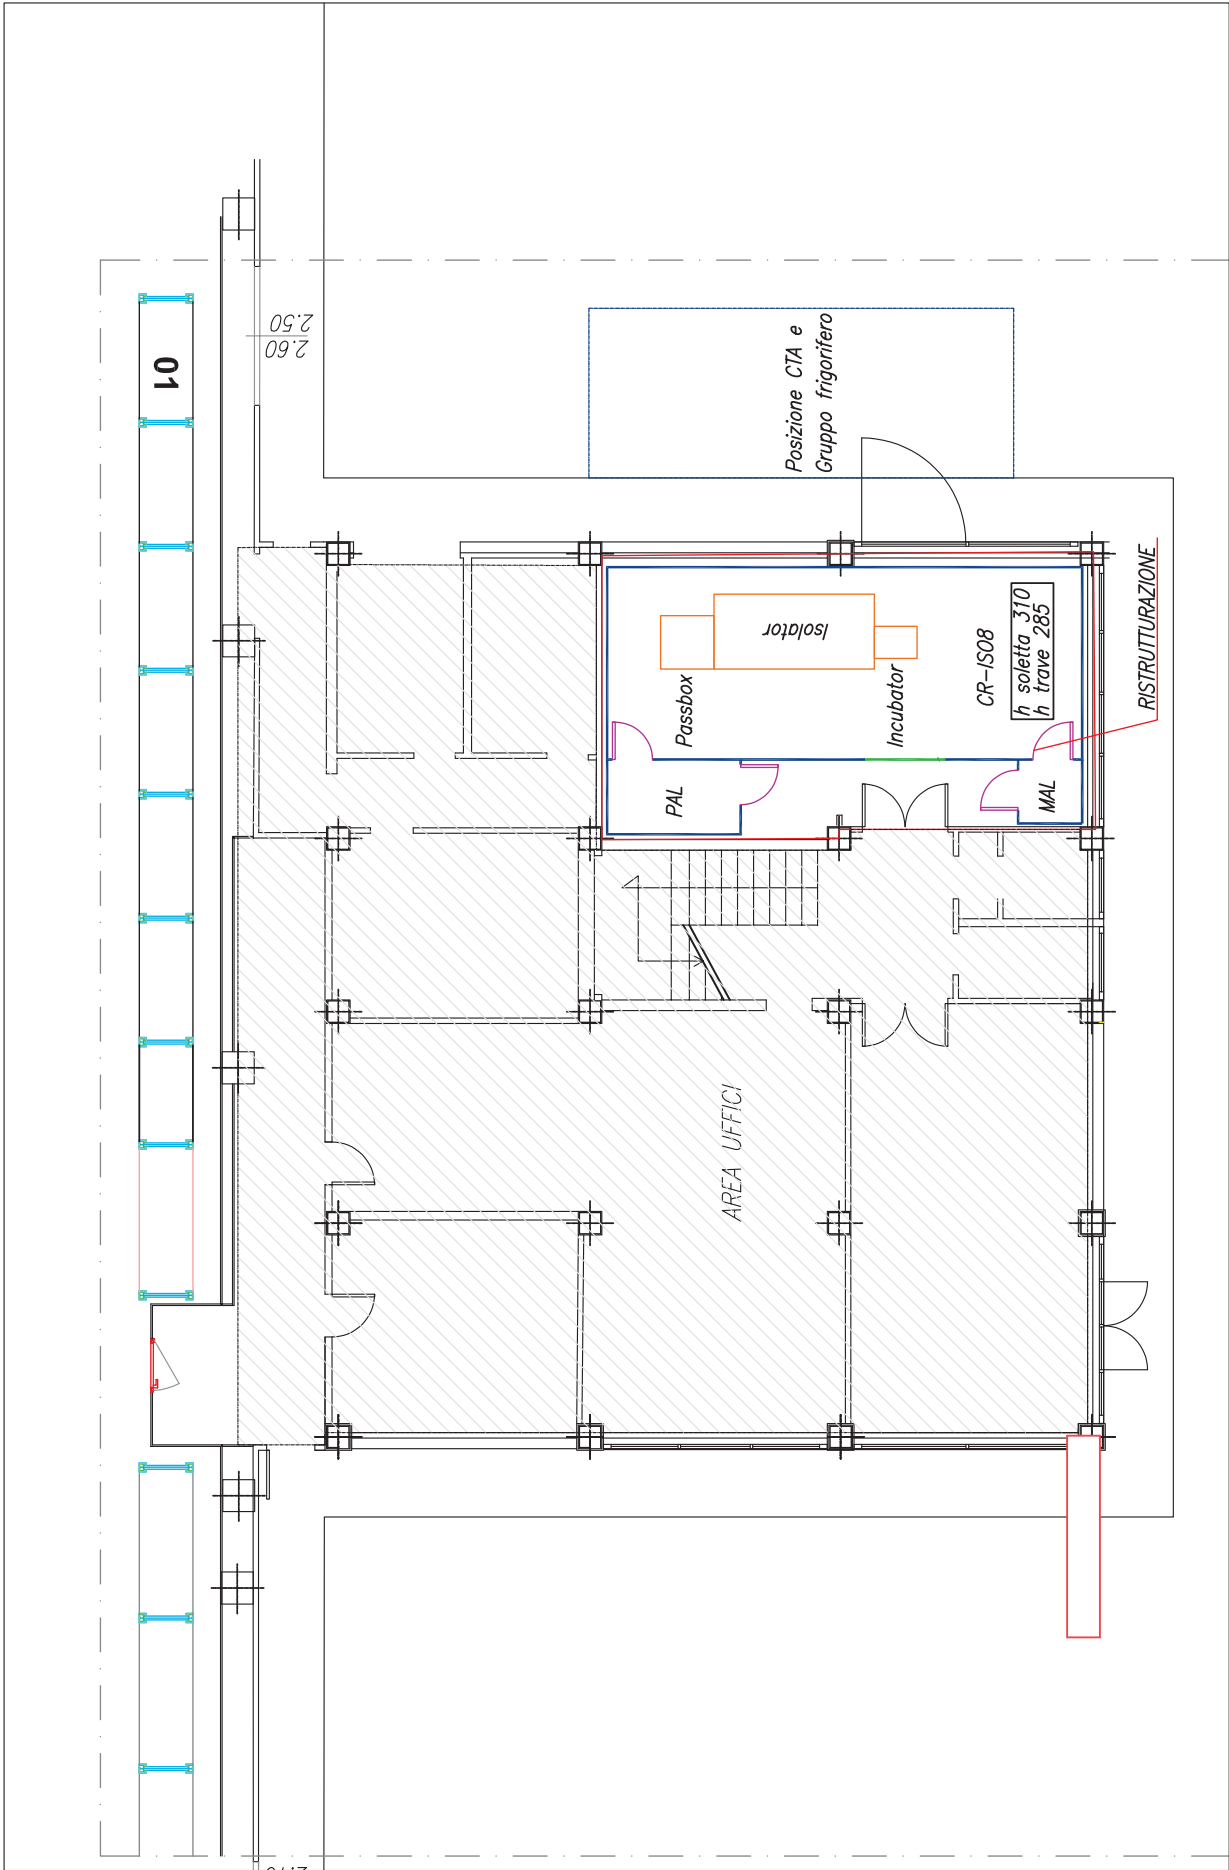 01
2.50
2.60
Posizione CTA e
Gruppo frigorifero
Isolator
Passbox
Incubator
CR-ISO8
h soletta 310
h trave 285
RISTRUTTURAZIONE
PAL
MAL
AREA UFFICI